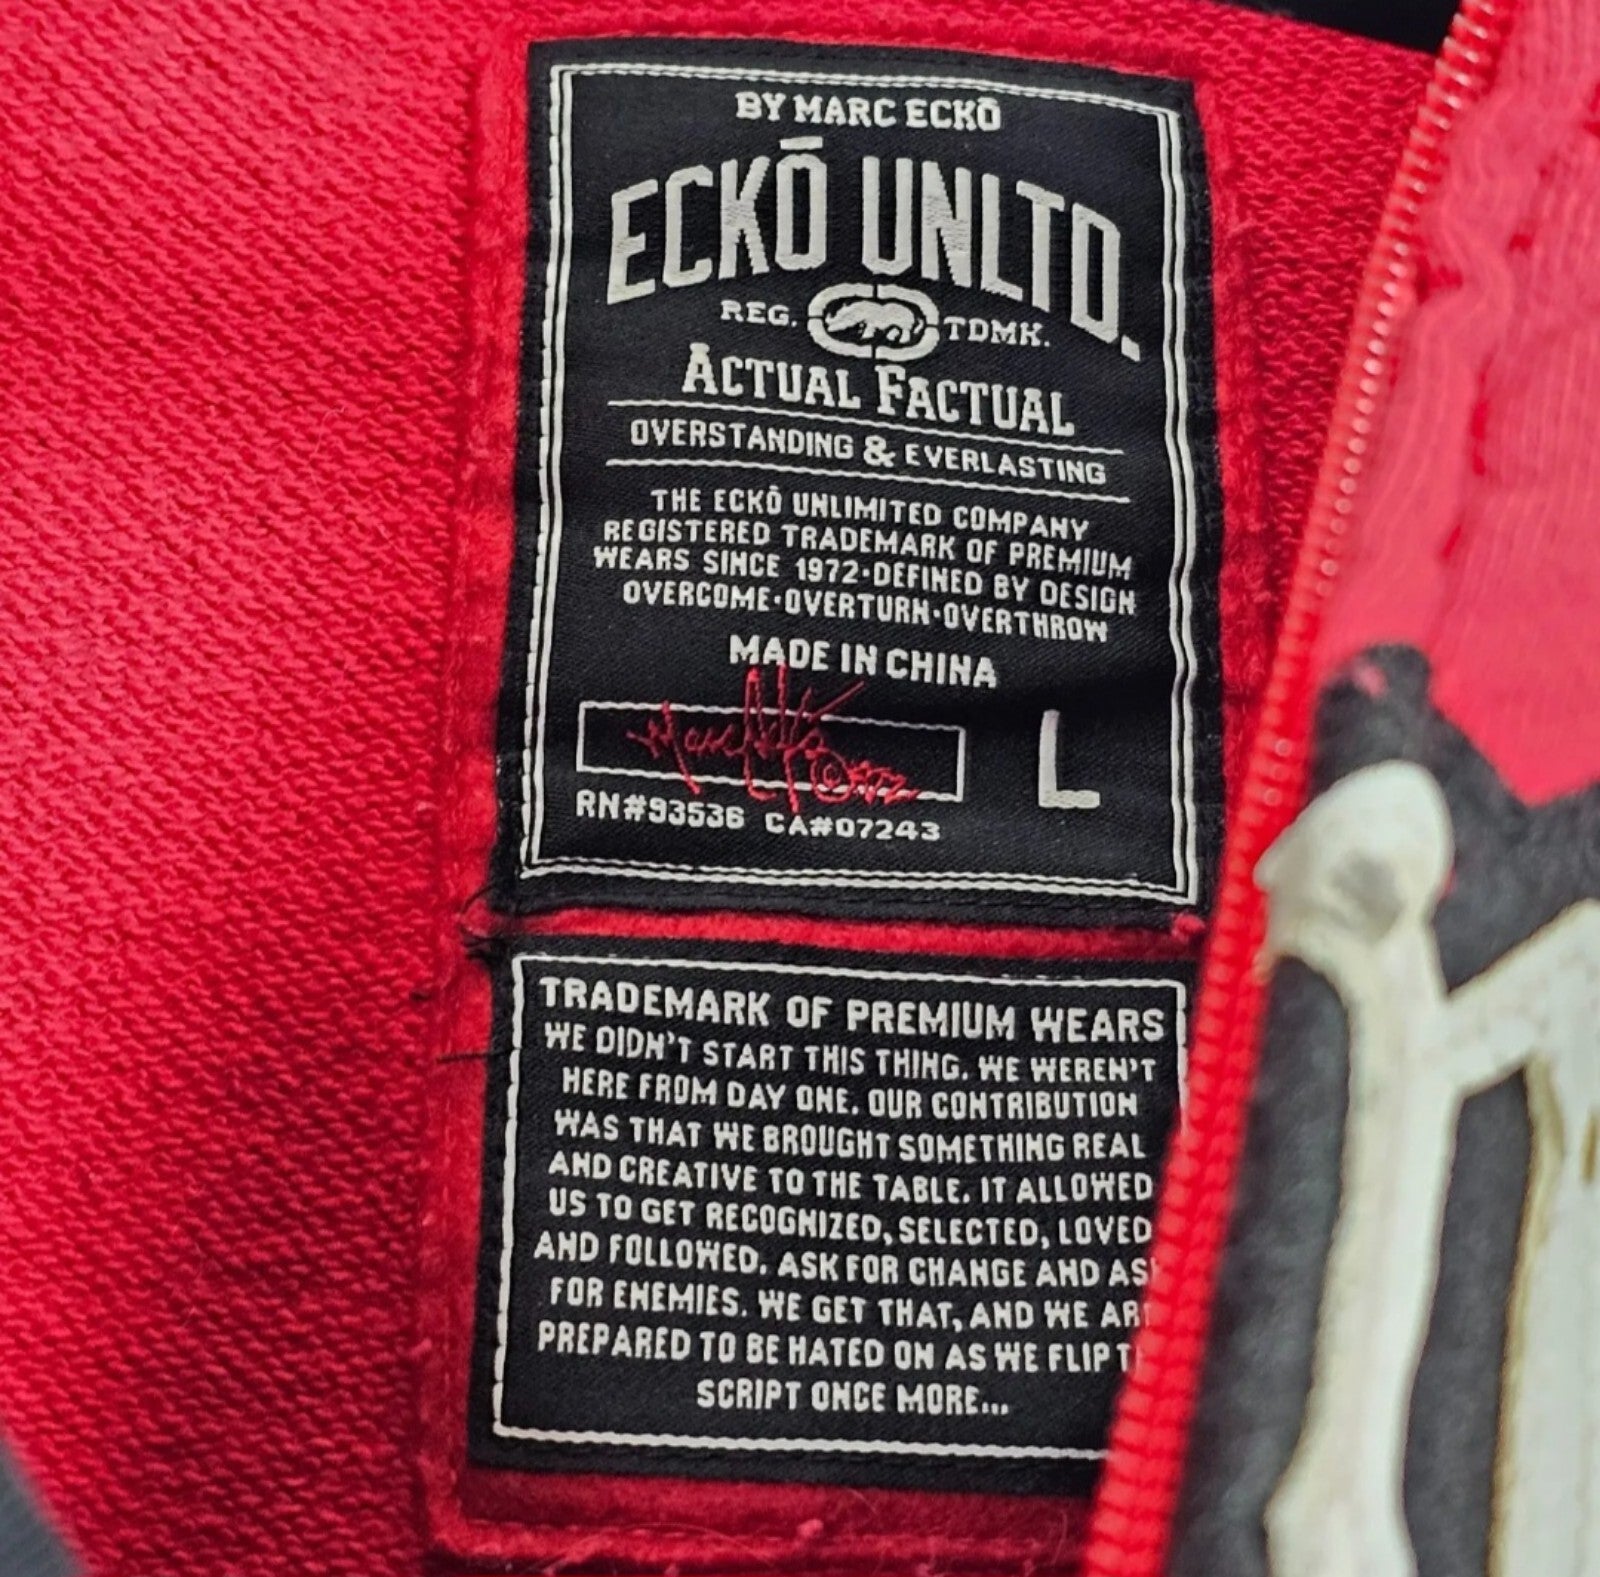 BY MARC ECKŌ
ECKŌ UNLTD.
REG. TDMK.
ACTUAL FACTUAL
OVERSTANDING & EVERLASTING
THE ECKŌ UNLIMITED COMPANY
REGISTERED TRADEMARK OF PREMIUM
WEARS SINCE 1972·DEFINED BY DESIGN
OVERCOME·OVERTURN·OVERTHROW
MADE IN CHINA
L
RN#93536 CA#07243
TRADEMARK OF PREMIUM WEARS
WE DIDN'T START THIS THING. WE WEREN'T
HERE FROM DAY ONE. OUR CONTRIBUTION
WAS THAT WE BROUGHT SOMETHING REAL
AND CREATIVE TO THE TABLE. IT ALLOWED
US TO GET RECOGNIZED, SELECTED, LOVED
AND FOLLOWED. ASK FOR CHANGE AND AS
FOR ENEMIES. WE GET THAT, AND WE AR
PREPARED TO BE HATED ON AS WE FLIP T
SCRIPT ONCE MORE...